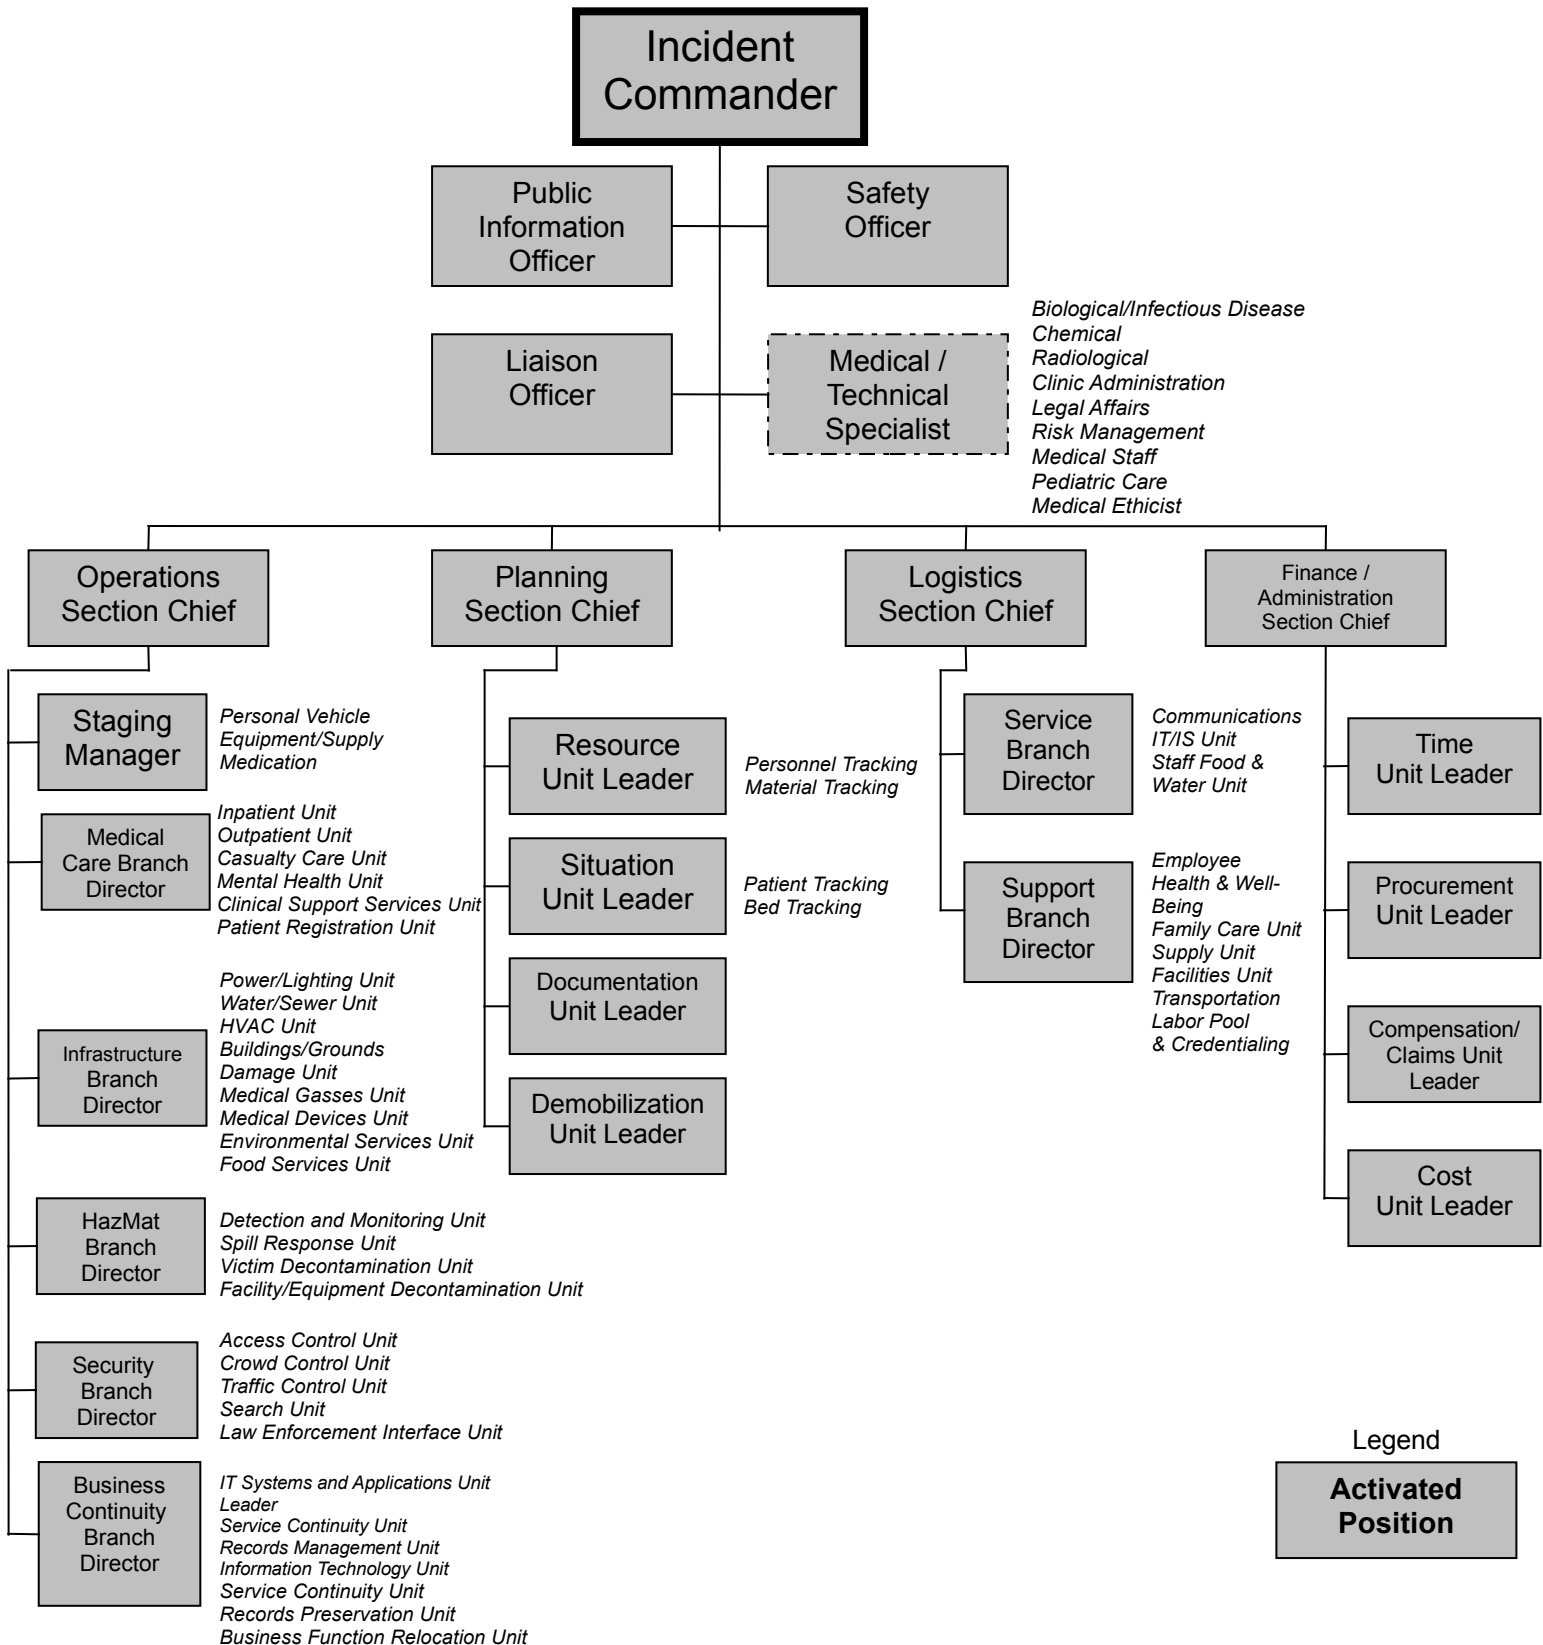 Incident
Commander
Public
Information
Officer
Safety
Officer
Liaison
Officer
Medical /
Technical
Specialist
Biological/Infectious Disease
Chemical
Radiological
Clinic Administration
Legal Affairs
Risk Management
Medical Staff
Pediatric Care
Medical Ethicist
Operations
Section Chief
Planning
Section Chief
Logistics
Section Chief
Finance /
Administration
Section Chief
Staging
Manager
Personal Vehicle
Equipment/Supply
Medication
Medical
Care Branch
Director
Inpatient Unit
Outpatient Unit
Casualty Care Unit
Mental Health Unit
Clinical Support Services Unit
Patient Registration Unit
Infrastructure
Branch
Director
Power/Lighting Unit
Water/Sewer Unit
HVAC Unit
Buildings/Grounds
Damage Unit
Medical Gasses Unit
Medical Devices Unit
Environmental Services Unit
Food Services Unit
HazMat
Branch
Director
Detection and Monitoring Unit
Spill Response Unit
Victim Decontamination Unit
Facility/Equipment Decontamination Unit
Security
Branch
Director
Access Control Unit
Crowd Control Unit
Traffic Control Unit
Search Unit
Law Enforcement Interface Unit
Business
Continuity
Branch
Director
IT Systems and Applications Unit
Leader
Service Continuity Unit
Records Management Unit
Information Technology Unit
Service Continuity Unit
Records Preservation Unit
Business Function Relocation Unit
Resource
Unit Leader
Personnel Tracking
Material Tracking
Situation
Unit Leader
Patient Tracking
Bed Tracking
Documentation
Unit Leader
Demobilization
Unit Leader
Service
Branch
Director
Communications
IT/IS Unit
Staff Food &
Water Unit
Support
Branch
Director
Employee
Health & Well-
Being
Family Care Unit
Supply Unit
Facilities Unit
Transportation
Labor Pool
& Credentialing
Time
Unit Leader
Procurement
Unit Leader
Compensation/
Claims Unit
Leader
Cost
Unit Leader
Legend
Activated
Position